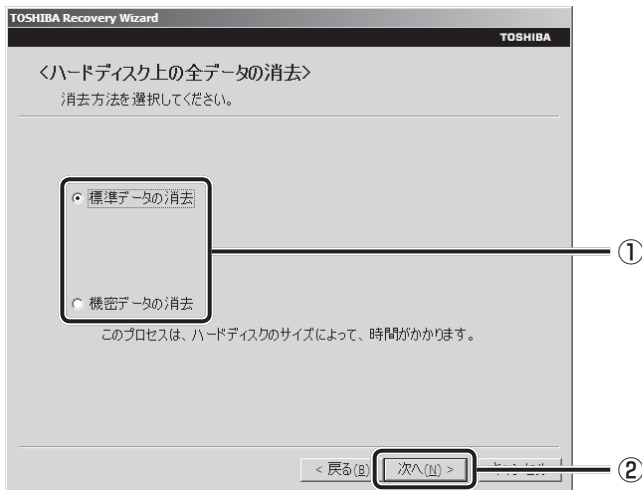 TOSHIBA Recovery Wizard
TOSHIBA
<ハードディスク上の全データの消去>
消去方法を選択してください。
標準データの消去
①
機密データの消去
このプロセスは、ハードディスクのサイズによって、時間がかかります。
< 戻る(B)
次へ(N) >
②